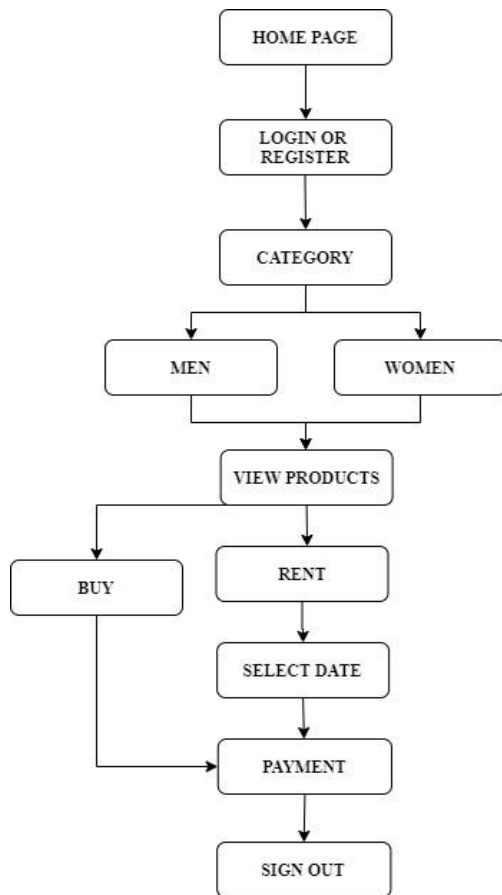 HOME PAGE
LOGIN OR
REGISTER
CATEGORY
MEN
WOMEN
VIEW PRODUCTS
BUY
RENT
SELECT DATE
PAYMENT
SIGN OUT